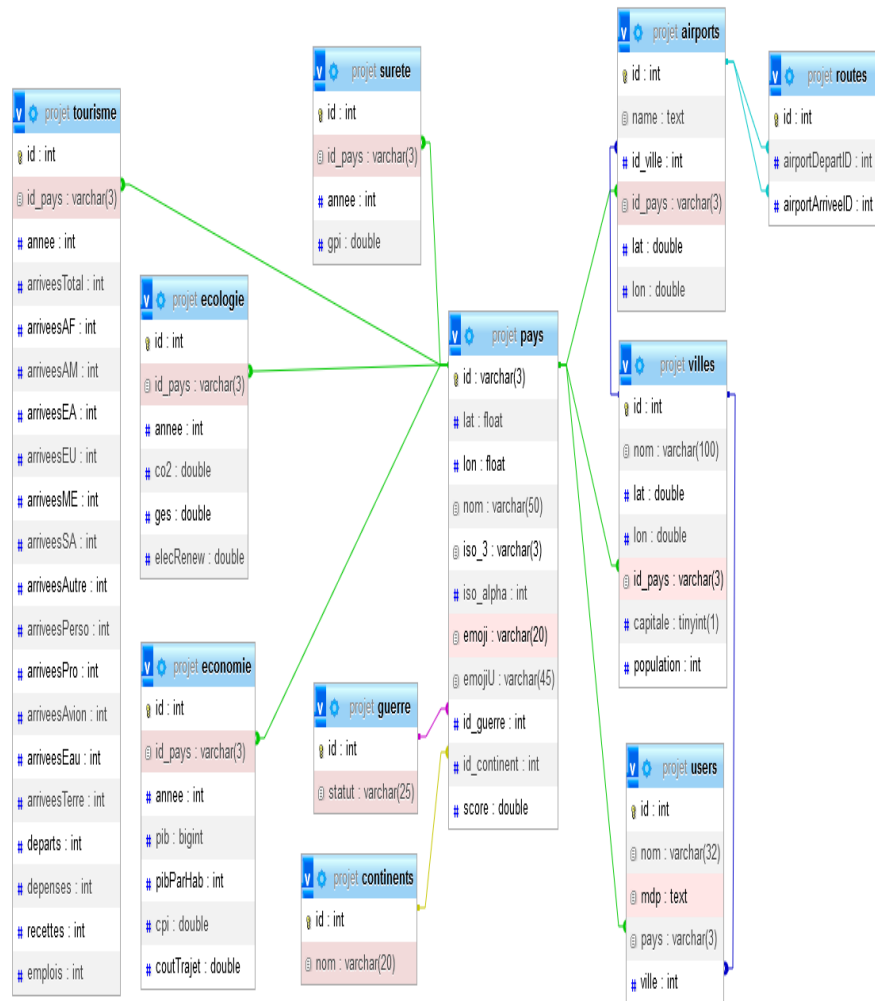 projet tourisme
id : int
id_pays : varchar(3)
annee : int
arriveesTotal : int
arriveesAF : int
arriveesAM : int
arriveesEA : int
arriveesEU : int
arriveesME : int
arriveesSA : int
arriveesAutre : int
arriveesPerso : int
arriveesPro : int
arriveesAvion : int
arriveesEau : int
arriveesTerre : int
departs : int
depenses : int
recettes : int
emplois : int
projet ecologie
id : int
id_pays : varchar(3)
annee : int
co2 : double
ges : double
elecRenew : double
projet economie
id : int
id_pays : varchar(3)
annee : int
pib : bigint
pibParHab : int
cpi : double
coutTrajet : double
projet surete
id : int
id_pays : varchar(3)
annee : int
gpi : double
projet guerre
id : int
statut : varchar(25)
projet continents
id : int
nom : varchar(20)
projet pays
id : varchar(3)
lat : float
lon : float
nom : varchar(50)
iso_3 : varchar(3)
iso_alpha : int
emoji : varchar(20)
emojiU : varchar(45)
id_guerre : int
id_continent : int
score : double
projet airports
id : int
name : text
id_ville : int
id_pays : varchar(3)
lat : double
lon : double
projet routes
id : int
airportDepartID : int
airportArriveeID : int
projet villes
id : int
nom : varchar(100)
lat : double
lon : double
id_pays : varchar(3)
capitale : tinyint(1)
population : int
projet users
id : int
nom : varchar(32)
mdp : text
pays : varchar(3)
ville : int